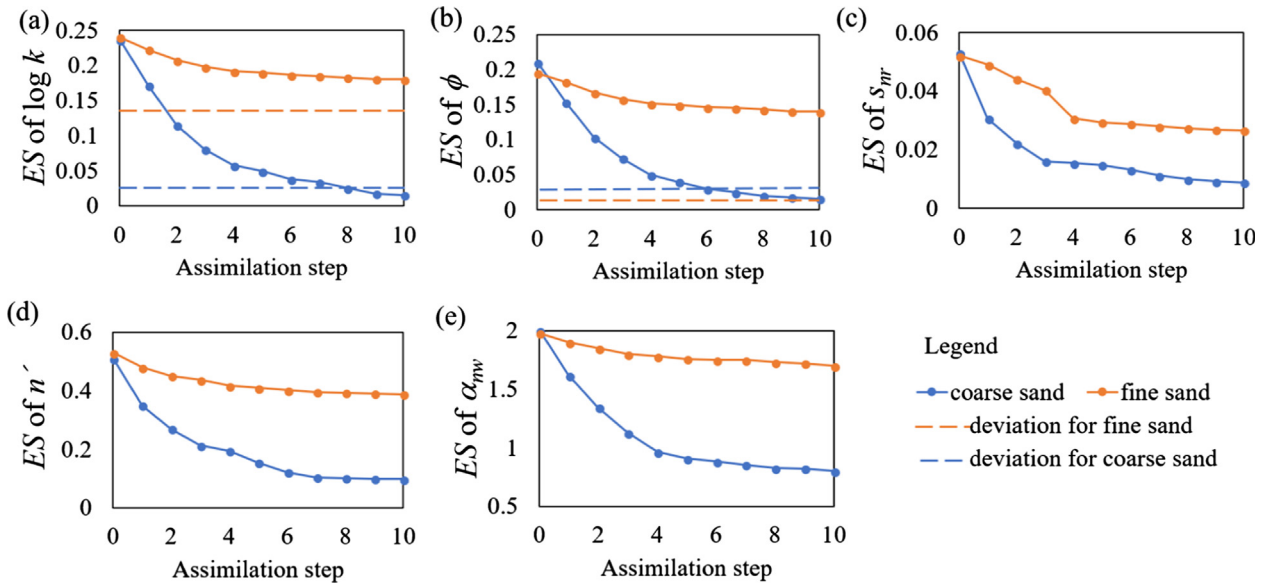 (a)
ES of log k
0.25
0.2
0.15
0.1
0.05
0
0 2 4 6 8 10
Assimilation step
(b)
ES of ϕ
0.25
0.2
0.15
0.1
0.05
0
0 2 4 6 8 10
Assimilation step
(c)
ES of snr
0.06
0.04
0.02
0
0 2 4 6 8 10
Assimilation step
(d)
ES of n´
0.6
0.4
0.2
0
0 2 4 6 8 10
Assimilation step
(e)
ES of αnw
2
1.5
1
0.5
0 2 4 6 8 10
Assimilation step
Legend
coarse sand fine sand
deviation for fine sand
deviation for coarse sand